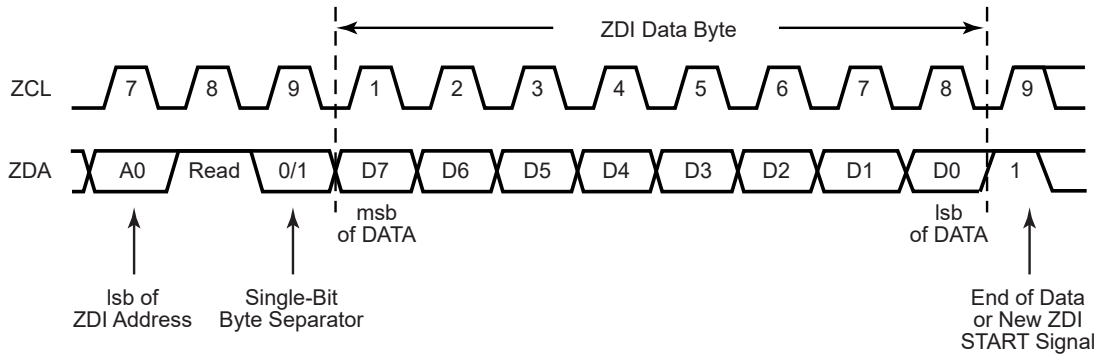 ZDI Data Byte
ZCL 7 8 9 1 2 3 4 5 6 7 8 9
ZDA A0 Read 0/1 D7 D6 D5 D4 D3 D2 D1 D0 1
msb
of DATA
lsb
of DATA
lsb of
ZDI Address
Single-Bit
Byte Separator
End of Data
or New ZDI
START Signal